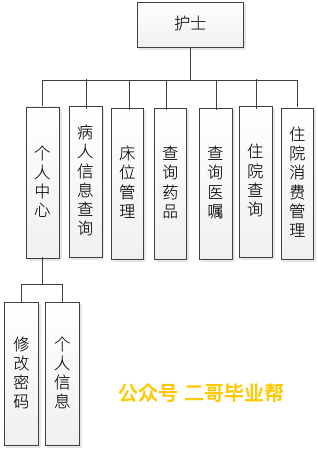 护士
个人中心
病人信息查询
床位管理
查询药品
查询医嘱
住院查询
住院消费管理
修改密码
个人信息
公众号 二哥毕业帮